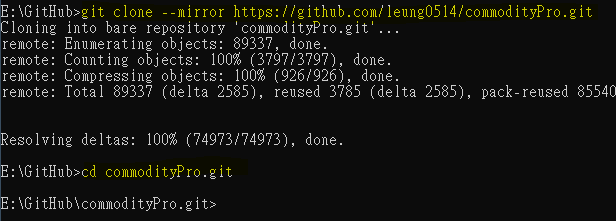 E:\GitHub>git clone --mirror https://github.com/leung0514/commodityPro.git
Cloning into bare repository 'commodityPro.git'...
remote: Enumerating objects: 89337, done.
remote: Counting objects: 100% (3797/3797), done.
remote: Compressing objects: 100% (926/926), done.
remote: Total 89337 (delta 2585), reused 3785 (delta 2585), pack-reused 85540
Resolving deltas: 100% (74973/74973), done.
E:\GitHub>cd commodityPro.git
E:\GitHub\commodityPro.git>